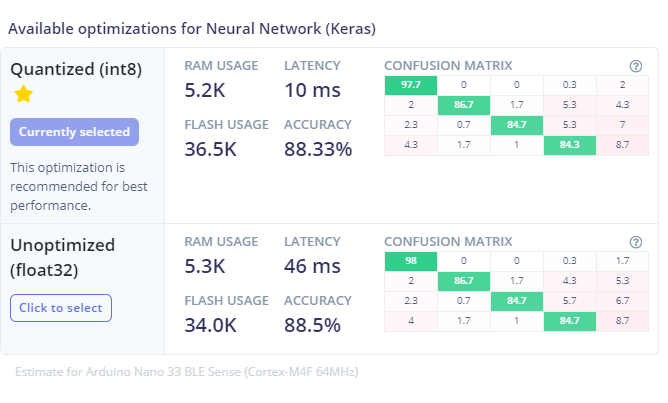 Available optimizations for Neural Network (Keras)
Quantized (int8)
Currently selected
This optimization is
recommended for best
performance.
RAM USAGE LATENCY
5.2K 10 ms
FLASH USAGE ACCURACY
36.5K 88.33%
CONFUSION MATRIX ?
97.7 0 0 0.3 2
2 86.7 1.7 5.3 4.3
2.3 0.7 84.7 5.3 7
4.3 1.7 1 84.3 8.7
Unoptimized
(float32)
Click to select
RAM USAGE LATENCY
5.3K 46 ms
FLASH USAGE ACCURACY
34.0K 88.5%
CONFUSION MATRIX ?
98 0 0 0.3 1.7
2 86.7 1.7 4.3 5.3
2.3 0.7 84.7 5.7 6.7
4 1.7 1 84.7 8.7
Estimate for Arduino Nano 33 BLE Sense (Cortex-M4F 64MHz)